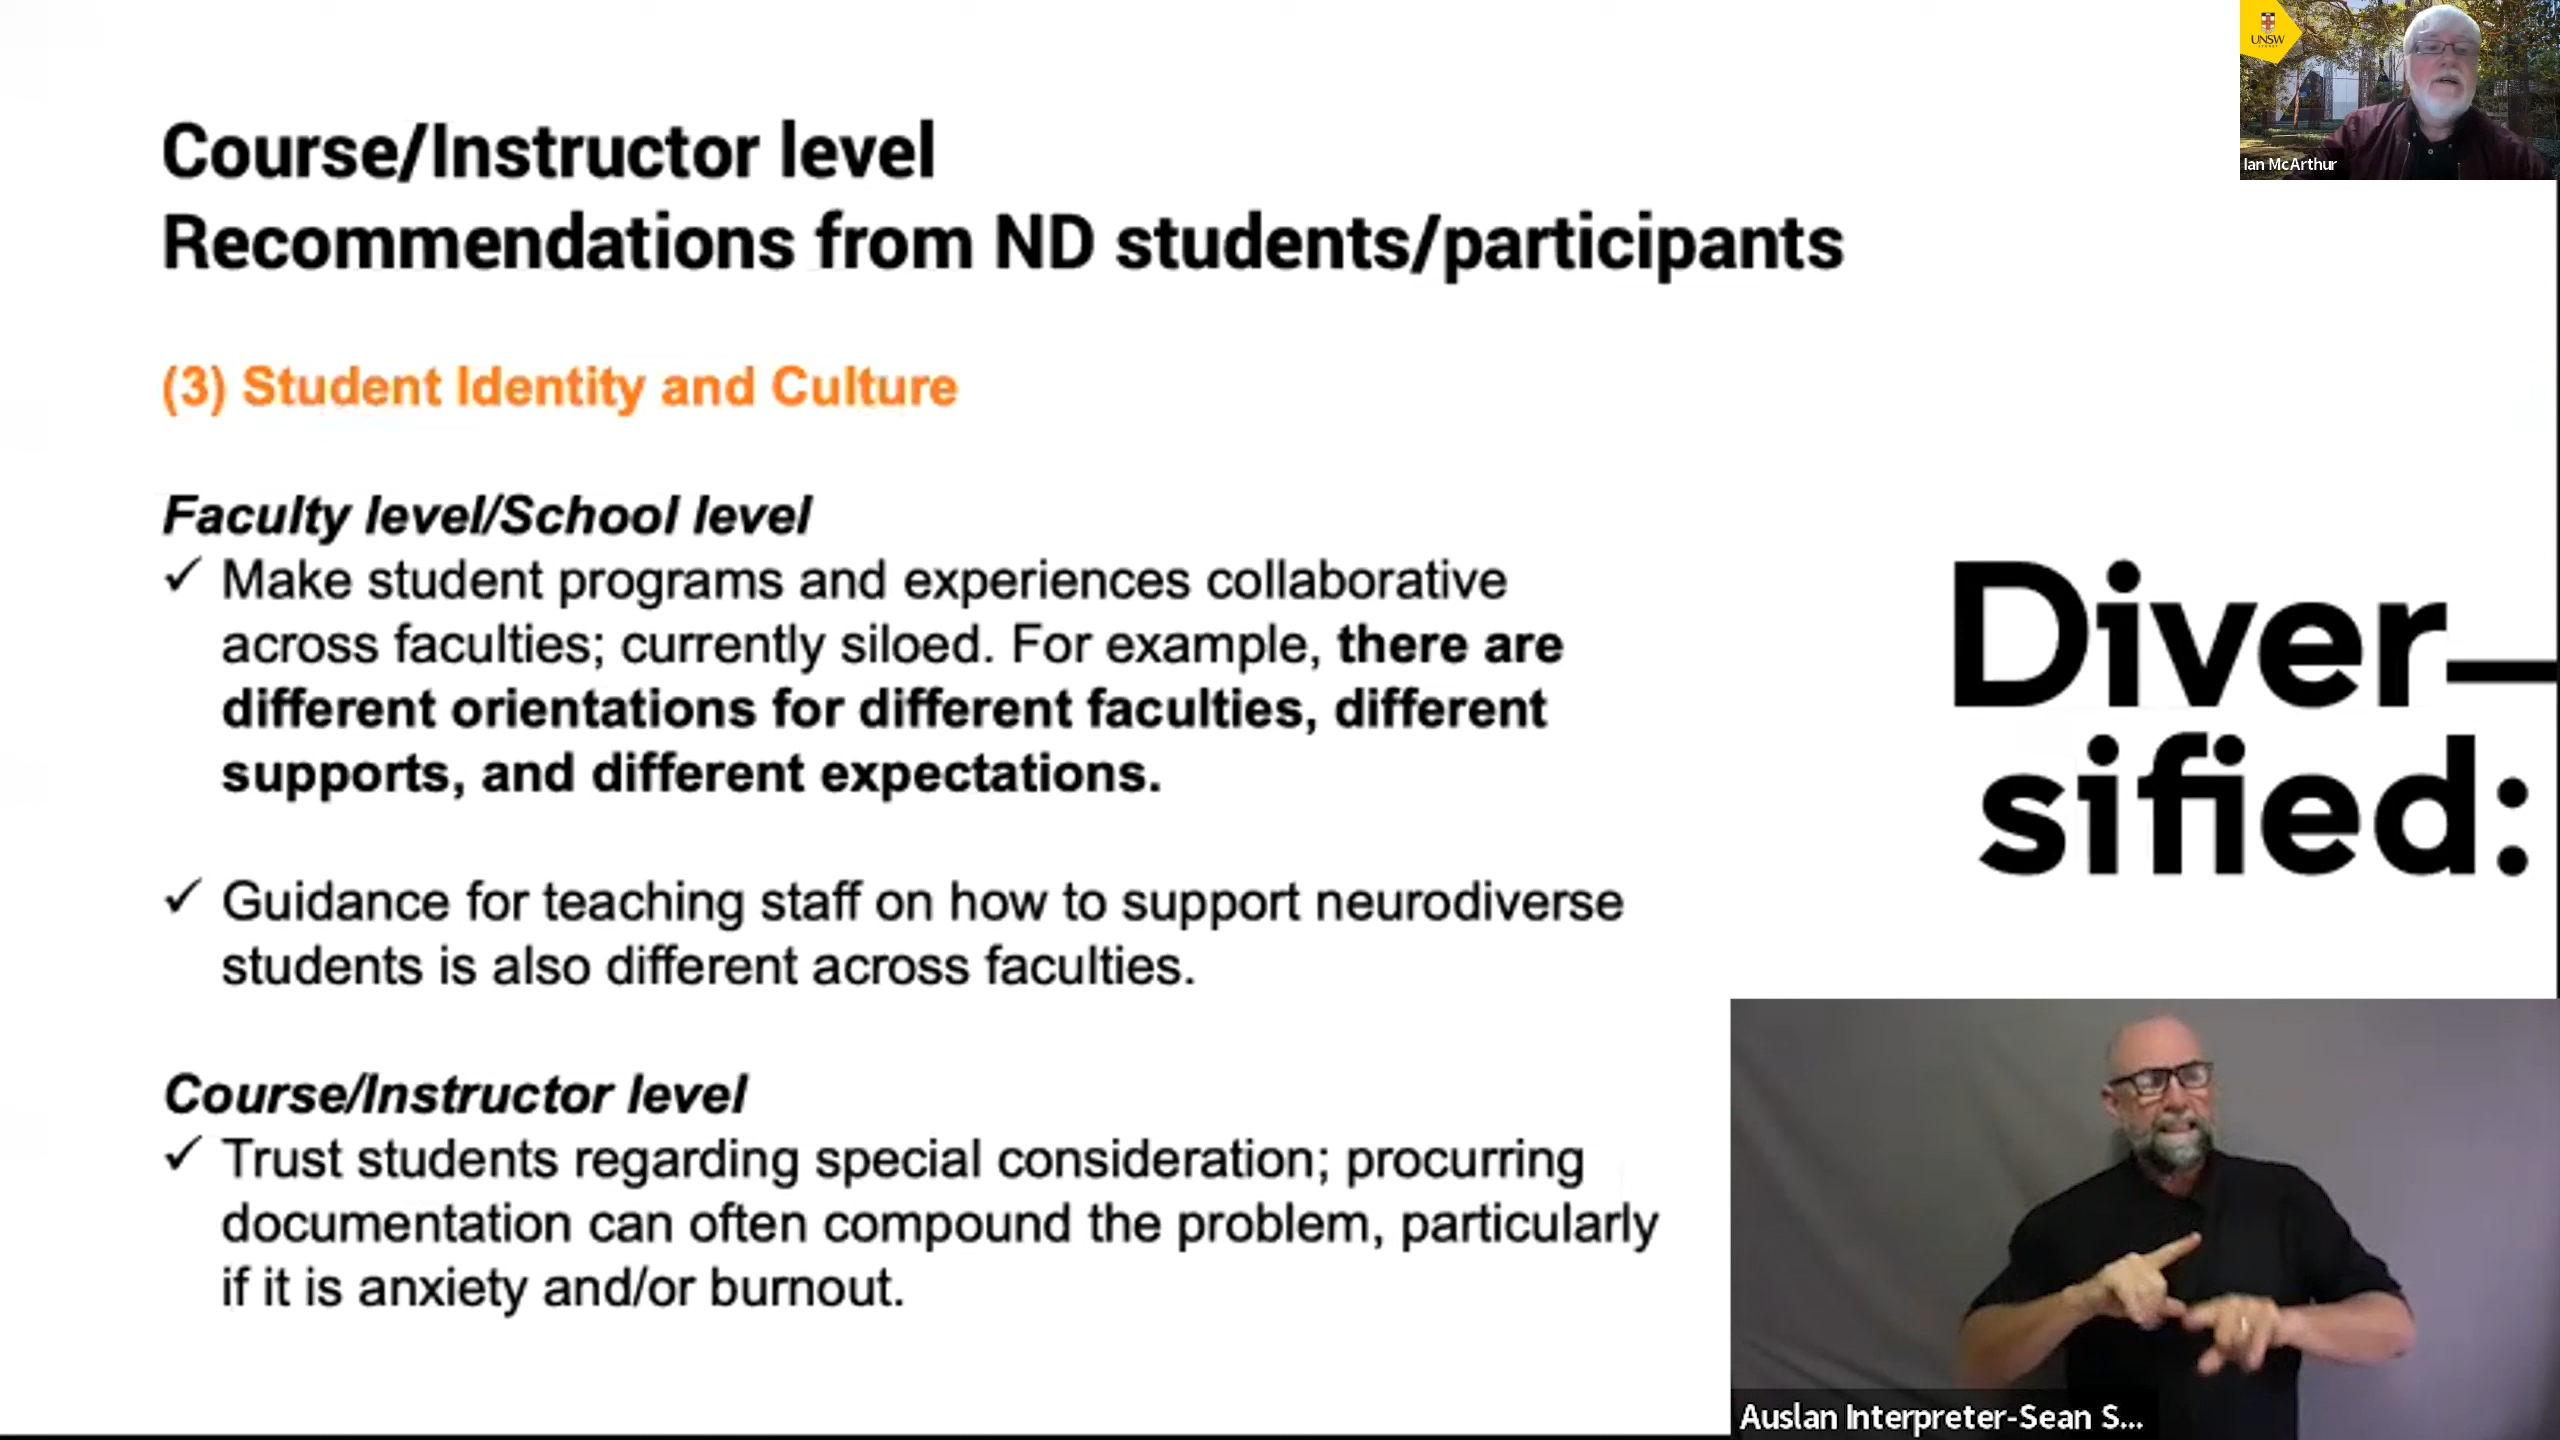 Course/Instructor level
Recommendations from ND students/participants
(3) Student Identity and Culture
Faculty level/School level
✓ Make student programs and experiences collaborative
across faculties; currently siloed. For example, there are
different orientations for different faculties, different
supports, and different expectations.
✓ Guidance for teaching staff on how to support neurodiverse
students is also different across faculties.
Course/Instructor level
✓ Trust students regarding special consideration; procurring
documentation can often compound the problem, particularly
if it is anxiety and/or burnout.
UNSW
SYDNEY
Ian McArthur
Diver—
sified:
Auslan Interpreter-Sean S...